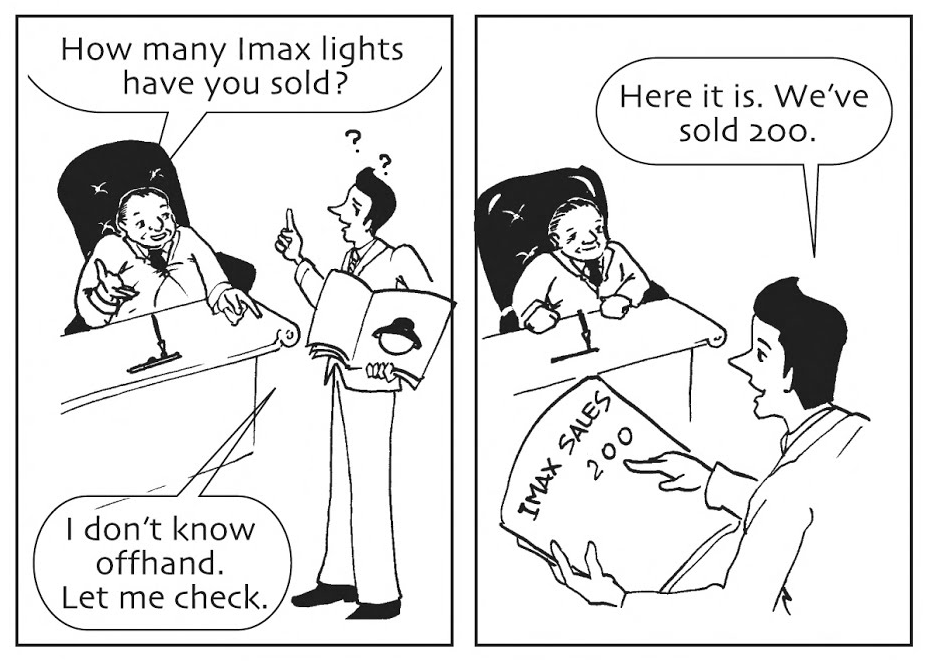 How many Imax lights
have you sold?
? ?
I don't know
offhand.
Let me check.
Here it is. We've
sold 200.
IMAX SALES
200